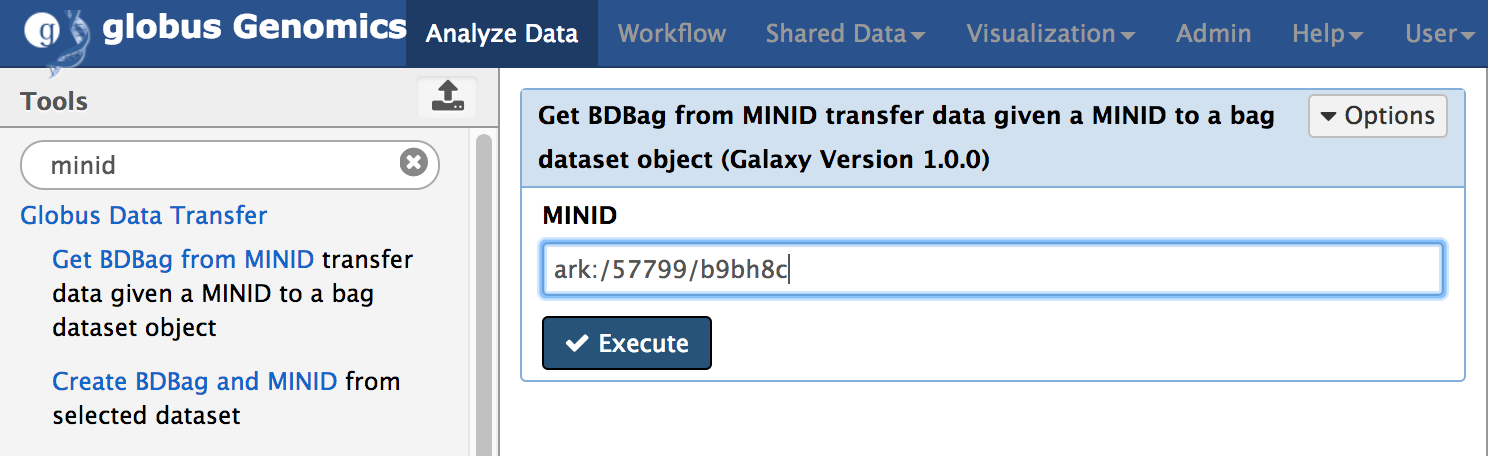 g globus Genomics Analyze Data Workflow Shared Data Visualization Admin Help User
Tools
minid
Globus Data Transfer
Get BDBag from MINID transfer
data given a MINID to a bag
dataset object
Create BDBag and MINID from
selected dataset
Get BDBag from MINID transfer data given a MINID to a bag
dataset object (Galaxy Version 1.0.0)
Options
MINID
ark:/57799/b9bh8c
Execute